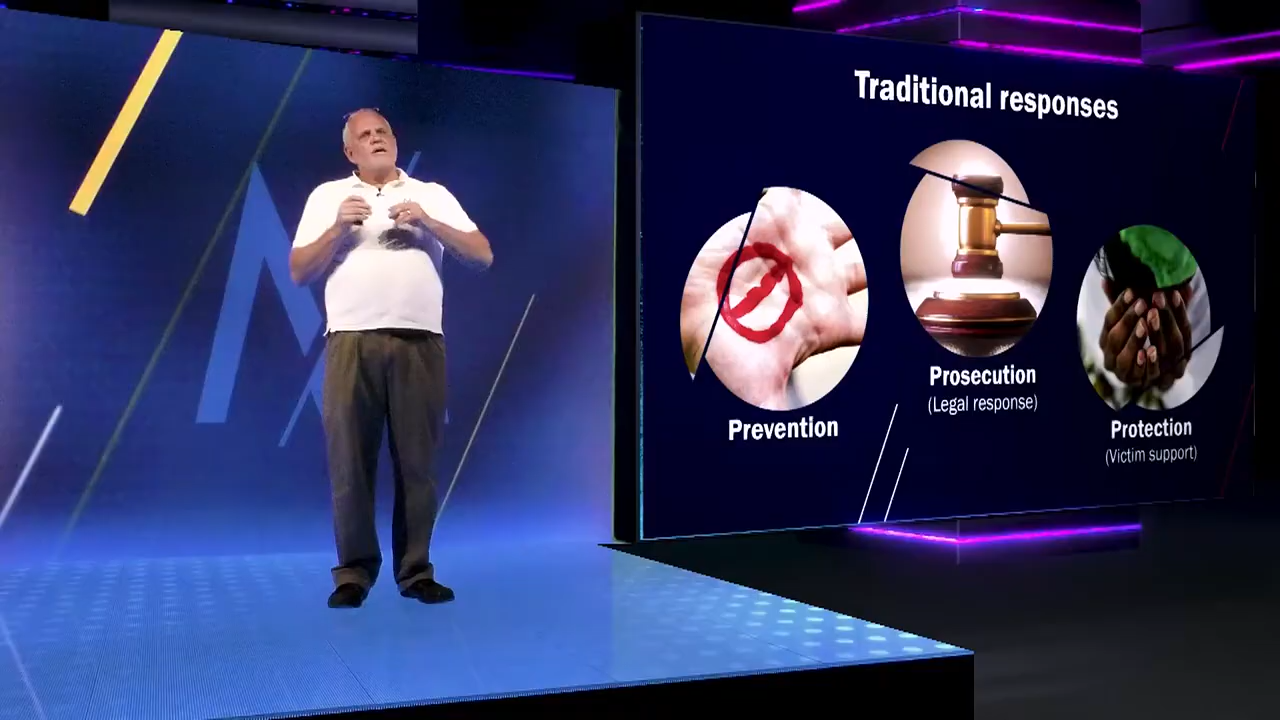 Traditional responses
Prevention
Prosecution
(Legal response)
Protection
(Victim support)